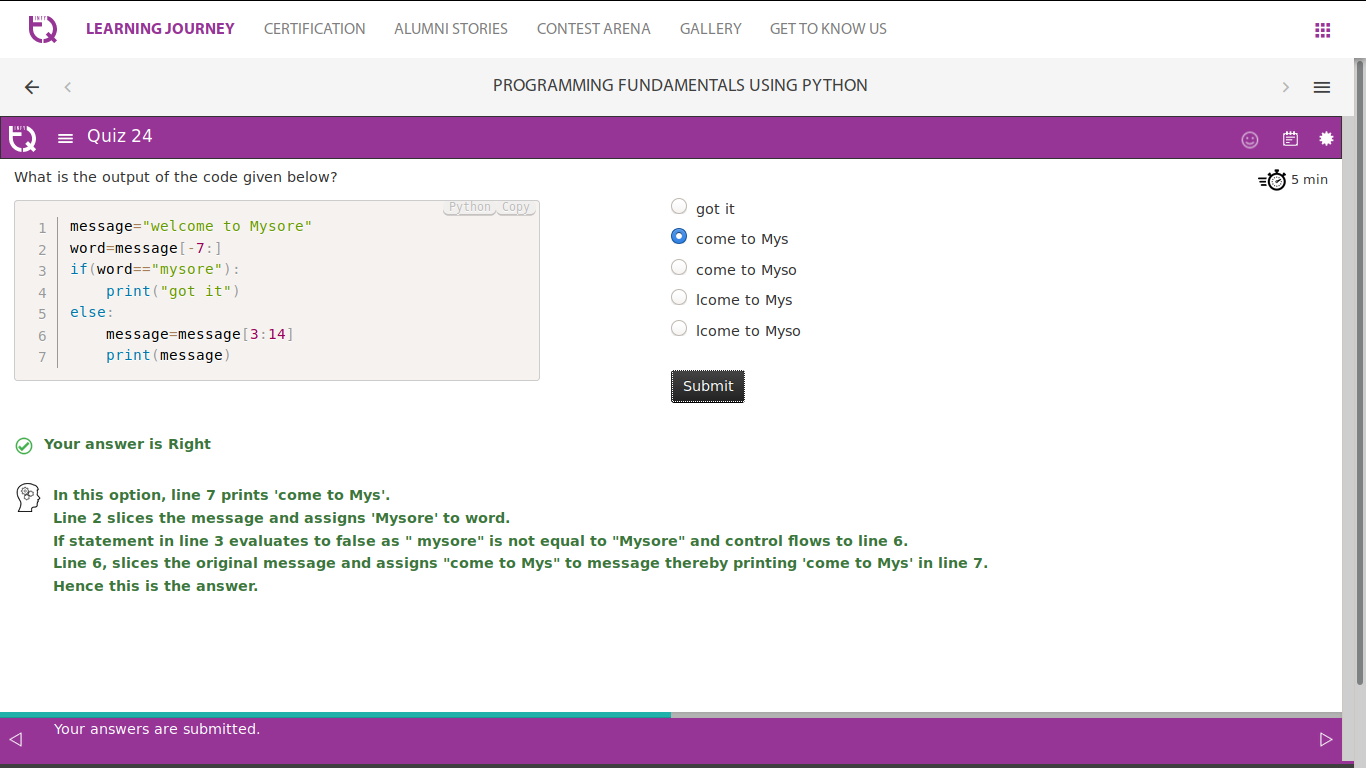 INFY TQ LEARNING JOURNEY CERTIFICATION ALUMNI STORIES CONTEST ARENA GALLERY GET TO KNOW US
PROGRAMMING FUNDAMENTALS USING PYTHON
INFY TQ Quiz 24
What is the output of the code given below?
5 min
Python Copy
1 message="welcome to Mysore"
2 word=message[-7:]
3 if(word=="mysore"):
4     print("got it")
5 else:
6     message=message[3:14]
7     print(message)
got it
come to Mys
come to Myso
lcome to Mys
lcome to Myso
Submit
Your answer is Right
In this option, line 7 prints 'come to Mys'.
Line 2 slices the message and assigns 'Mysore' to word.
If statement in line 3 evaluates to false as " mysore" is not equal to "Mysore" and control flows to line 6.
Line 6, slices the original message and assigns "come to Mys" to message thereby printing 'come to Mys' in line 7.
Hence this is the answer.
Your answers are submitted.